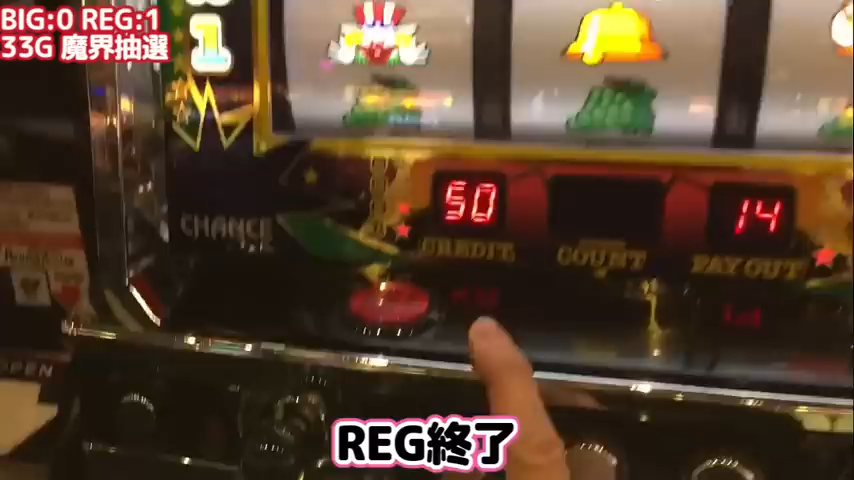 BIG:0 REG:1
33G 魔界抽選
1
CHANCE
50
14
CREDIT
COUNT
PAY OUT
OPEN
REG終了